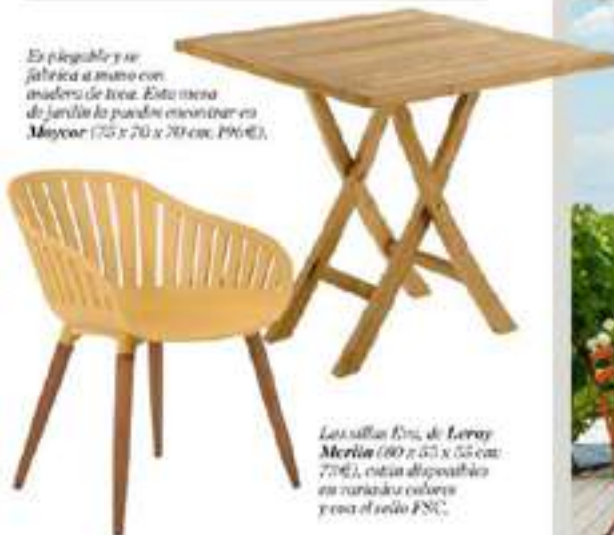 Es plegable y se
fabrica a mano con
madera de teca. Esta mesa
de jardín la puedes encontrar en
Maycor (75 x 70 x 70 cm, 196€).
Las sillas Eva, de Leroy
Merlin (80 x 55 x 55 cm;
77€), están disponibles
en variados colores
y con el sello FSC.